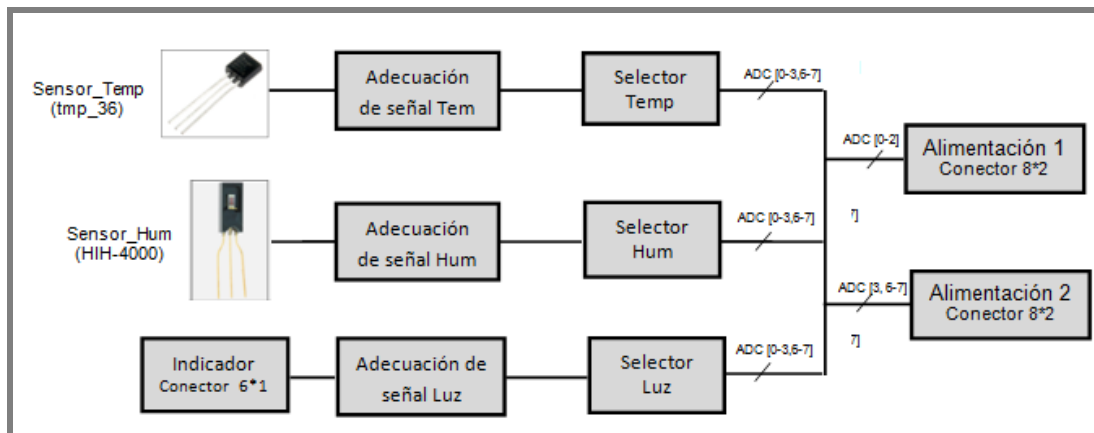 Sensor_Temp
(tmp_36)
Adecuación
de señal Tem
Selector
Temp
ADC [0-3,6-7]
ADC [0-2]
Alimentación 1
Conector 8*2
Sensor_Hum
(HIH-4000)
Adecuación
de señal Hum
Selector
Hum
ADC [0-3,6-7]
7]
ADC [3, 6-7]
Alimentación 2
Conector 8*2
7]
Indicador
Conector 6*1
Adecuación de
señal Luz
Selector
Luz
ADC [0-3,6-7]